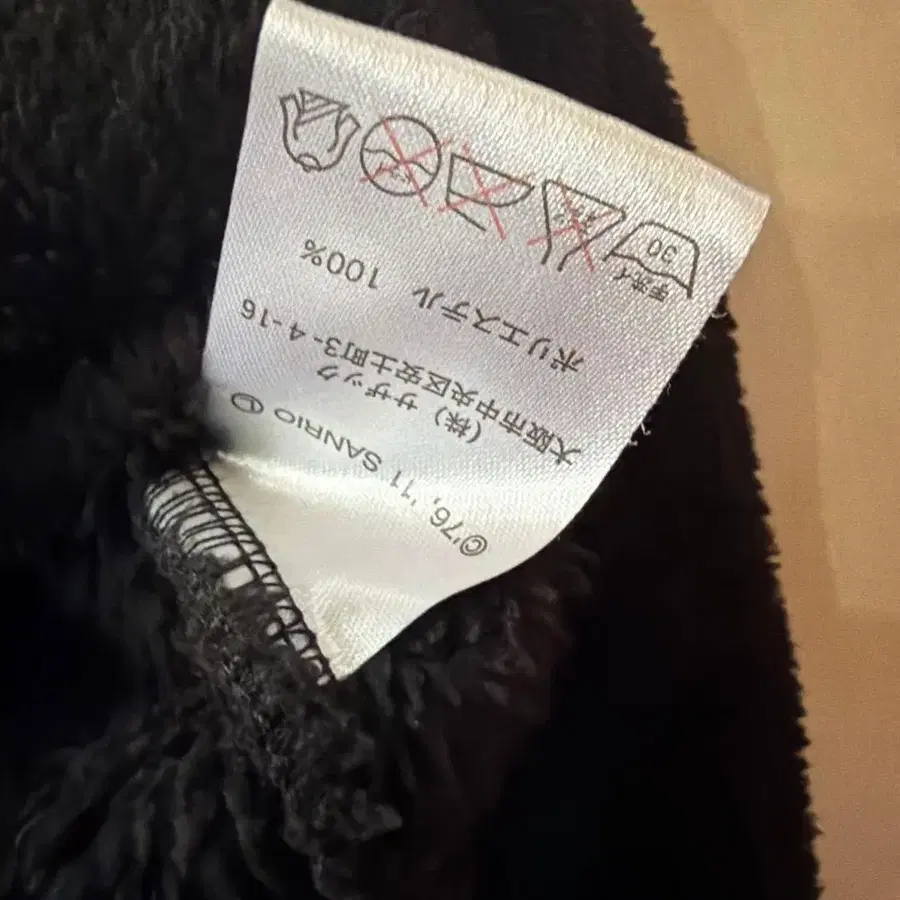 手洗イ 30
ポリエステル 100%
(株) サザック
大阪市中央区安土町3-4-16
©'76, '11 SANRIO Ⓛ